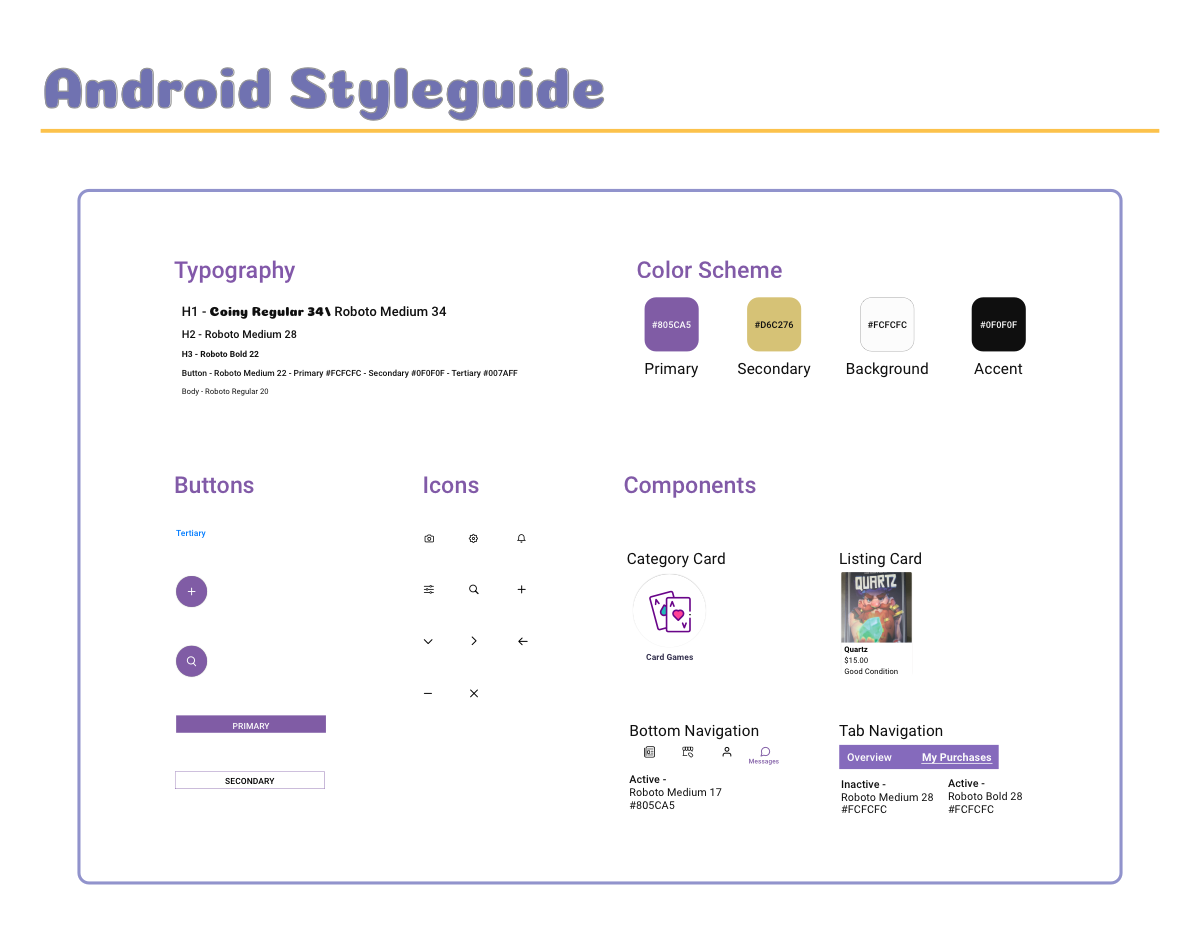 Android Styleguide
Typography
H1 - Coiny Regular 34\ Roboto Medium 34
H2 - Roboto Medium 28
H3 - Roboto Bold 22
Button - Roboto Medium 22 - Primary #FCFCFC - Secondary #0F0F0F - Tertiary #007AFF
Body - Roboto Regular 20
Color Scheme
#805CA5
#D6C276
#FCFCFC
#0F0F0F
Primary
Secondary
Background
Accent
Buttons
Tertiary
PRIMARY
SECONDARY
Icons
Components
Category Card
A
A
Card Games
Listing Card
QUARTZ
Quartz
$15.00
Good Condition
Bottom Navigation
Messages
Active -
Roboto Medium 17
#805CA5
Tab Navigation
Overview My Purchases
Inactive -
Roboto Medium 28
#FCFCFC
Active -
Roboto Bold 28
#FCFCFC